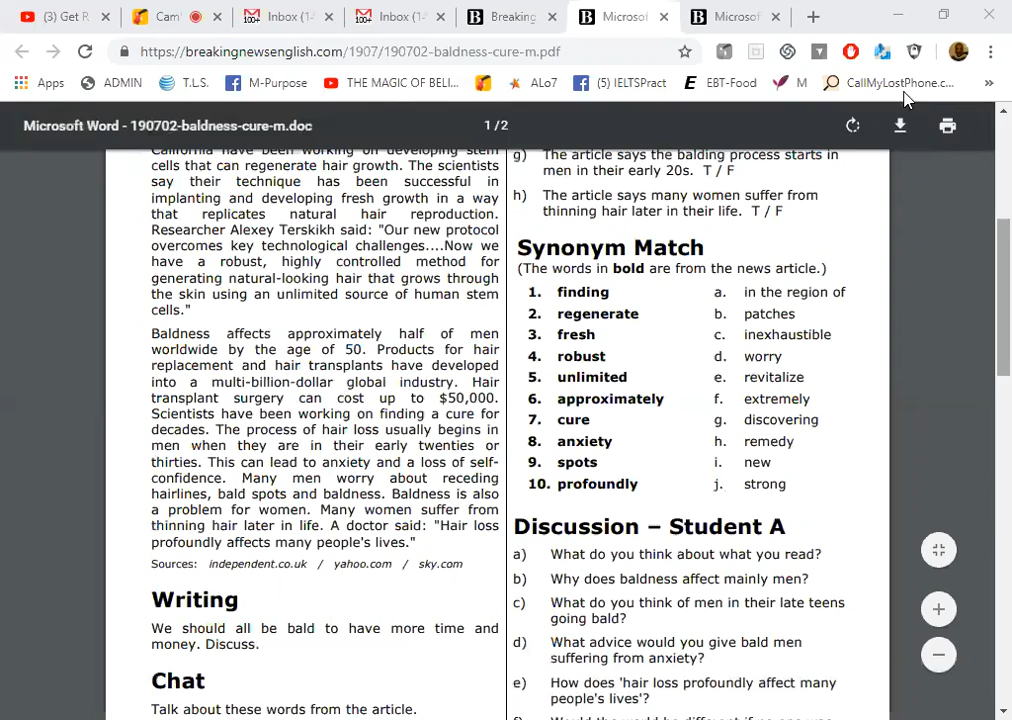 (3) Get R
Cam
Inbox (1-
Inbox (1-
Breaking
Microsof
Microsof
https://breakingnewsenglish.com/1907/190702-baldness-cure-m.pdf
Apps
ADMIN
T.L.S.
M-Purpose
THE MAGIC OF BELI...
ALo7
(5) IELTSPract
E EBT-Food
M
CallMyLostPhone.c...
»
Microsoft Word - 190702-baldness-cure-m.doc
1 / 2
California have been working on developing stem
cells that can regenerate hair growth. The scientists
say their technique has been successful in
implanting and developing fresh growth in a way
that replicates natural hair reproduction.
Researcher Alexey Terskikh said: "Our new protocol
overcomes key technological challenges....Now we
have a robust, highly controlled method for
generating natural-looking hair that grows through
the skin using an unlimited source of human stem
cells."
Baldness affects approximately half of men
worldwide by the age of 50. Products for hair
replacement and hair transplants have developed
into a multi-billion-dollar global industry. Hair
transplant surgery can cost up to $50,000.
Scientists have been working on finding a cure for
decades. The process of hair loss usually begins in
men when they are in their early twenties or
thirties. This can lead to anxiety and a loss of self-
confidence. Many men worry about receding
hairlines, bald spots and baldness. Baldness is also
a problem for women. Many women suffer from
thinning hair later in life. A doctor said: "Hair loss
profoundly affects many people's lives."
Sources: independent.co.uk / yahoo.com / sky.com
Writing
We should all be bald to have more time and
money. Discuss.
Chat
Talk about these words from the article.
g) The article says the balding process starts in
men in their early 20s. T / F
h) The article says many women suffer from
thinning hair later in their life. T / F
Synonym Match
(The words in bold are from the news article.)
1. finding a. in the region of
2. regenerate b. patches
3. fresh c. inexhaustible
4. robust d. worry
5. unlimited e. revitalize
6. approximately f. extremely
7. cure g. discovering
8. anxiety h. remedy
9. spots i. new
10. profoundly j. strong
Discussion – Student A
a) What do you think about what you read?
b) Why does baldness affect mainly men?
c) What do you think of men in their late teens
going bald?
d) What advice would you give bald men
suffering from anxiety?
e) How does 'hair loss profoundly affect many
people's lives'?